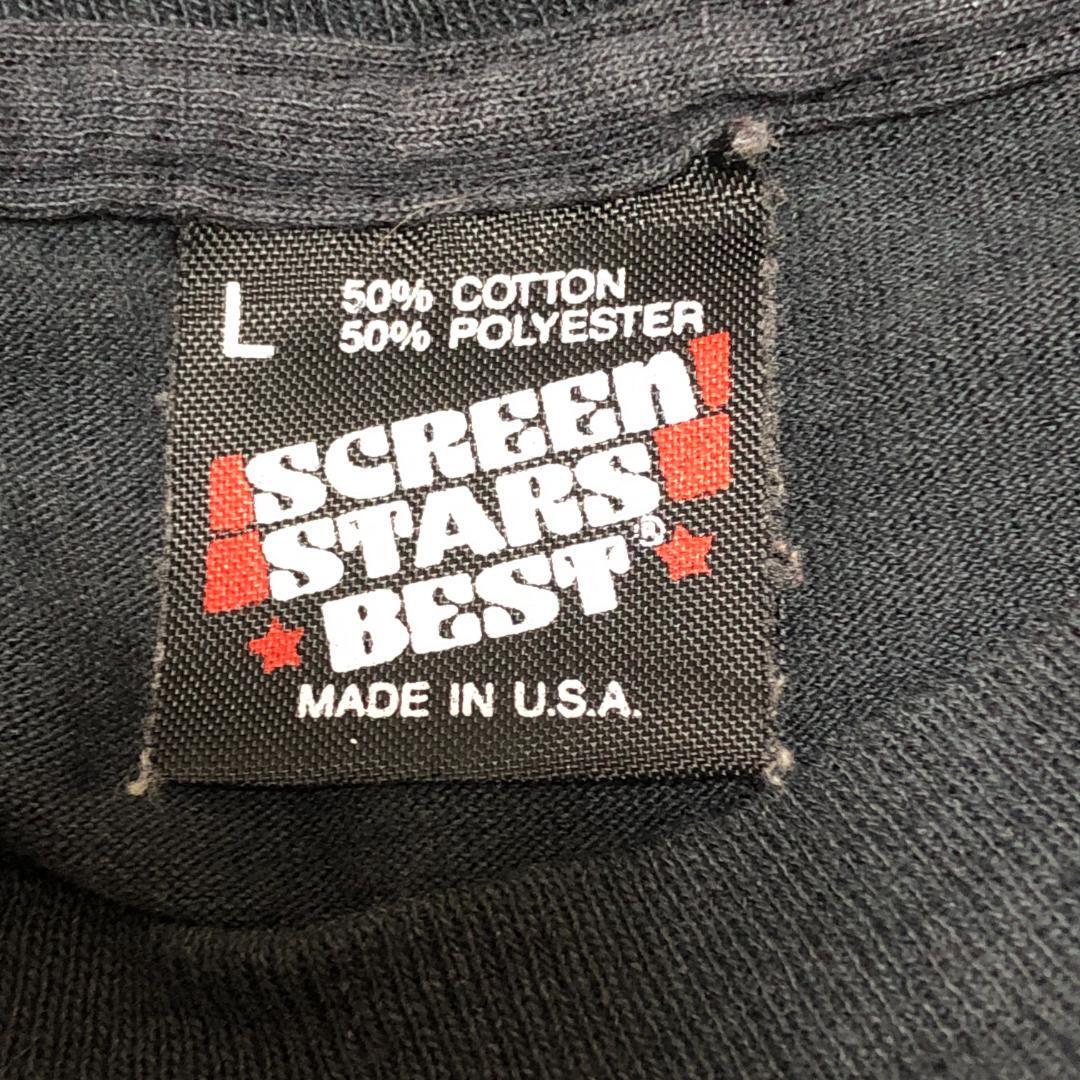 L
50% COTTON
50% POLYESTER
SCREEn
STARS
BEST®
MADE IN U.S.A.